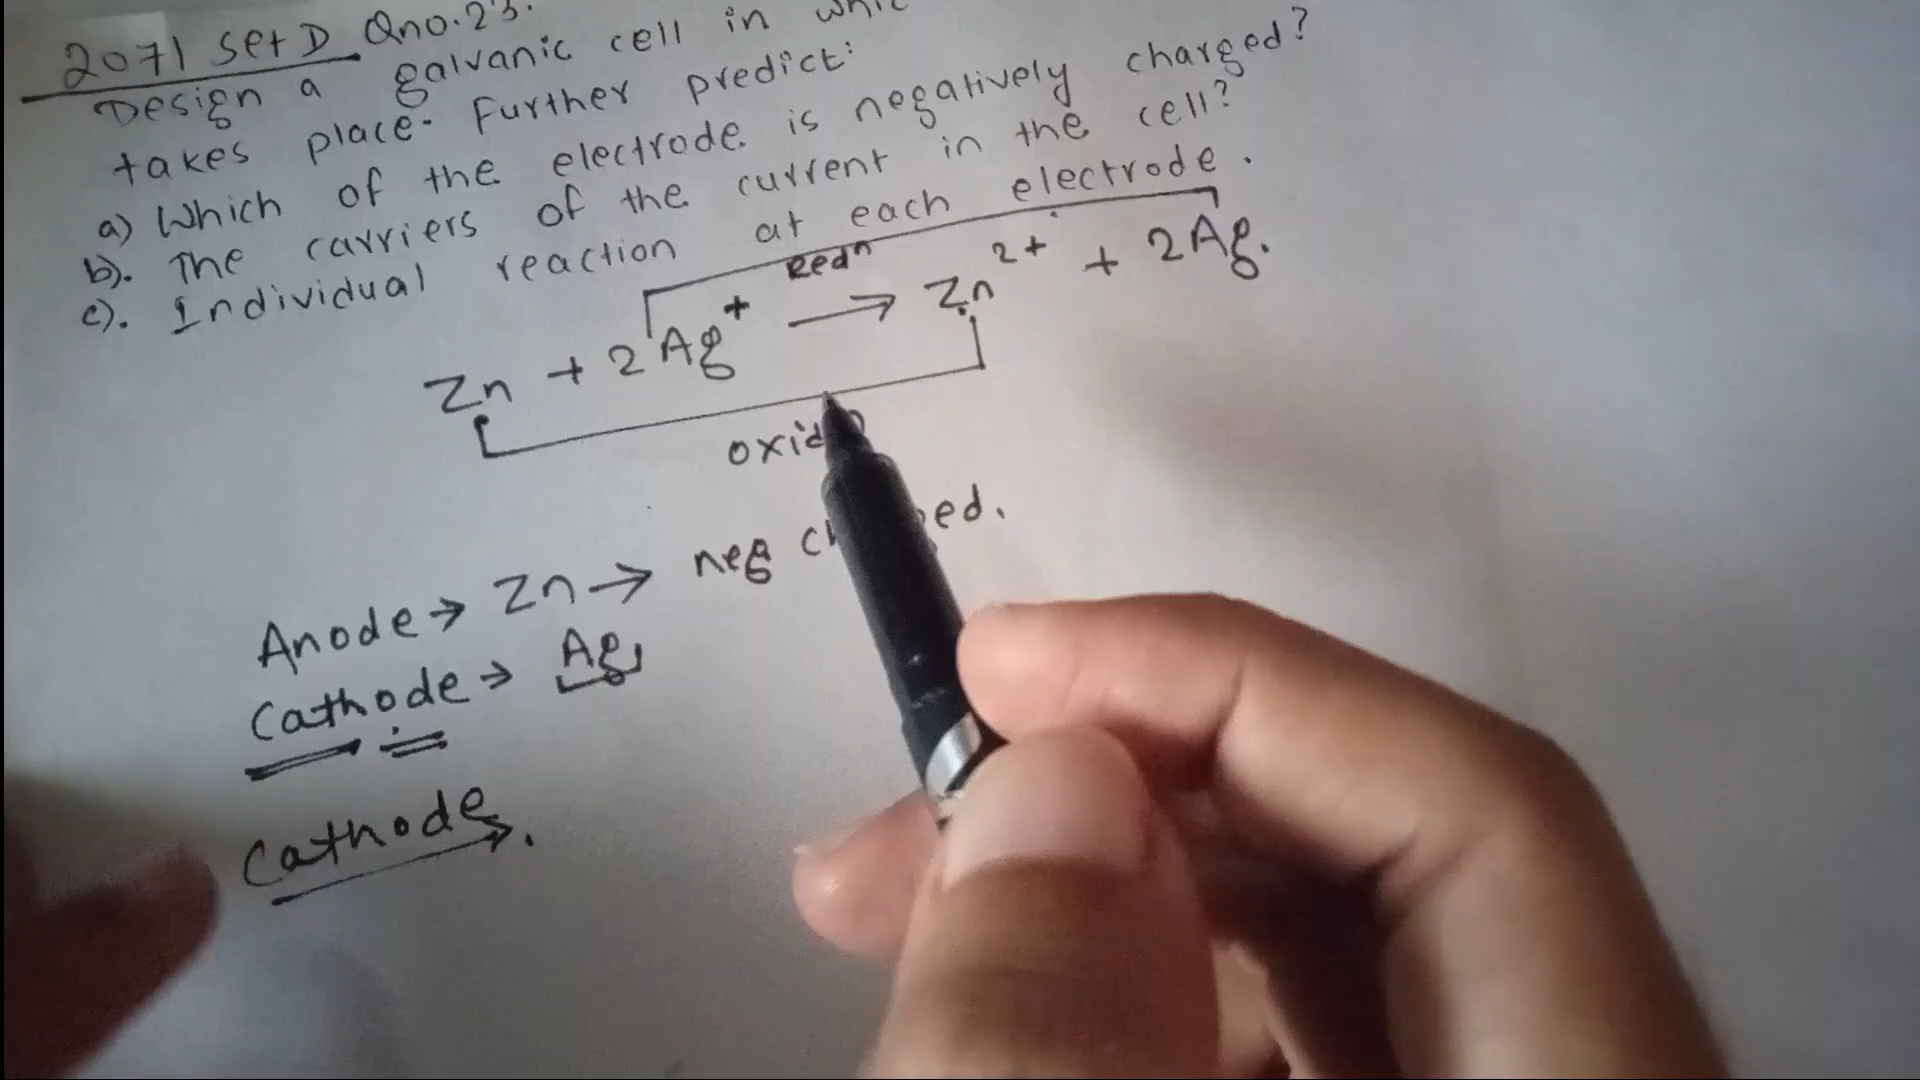 2071 Set D Qno.23.
Design a galvanic cell in
takes place. Further predict:
a) Which of the electrode is negatively charged?
b). The carriers of the current in the cell?
c). Individual reaction at each electrode.
Redn
Zn + 2Ag+ → Zn2+ + 2Ag.
Anode → Zn → neg
Cathode → Ag
Cathode